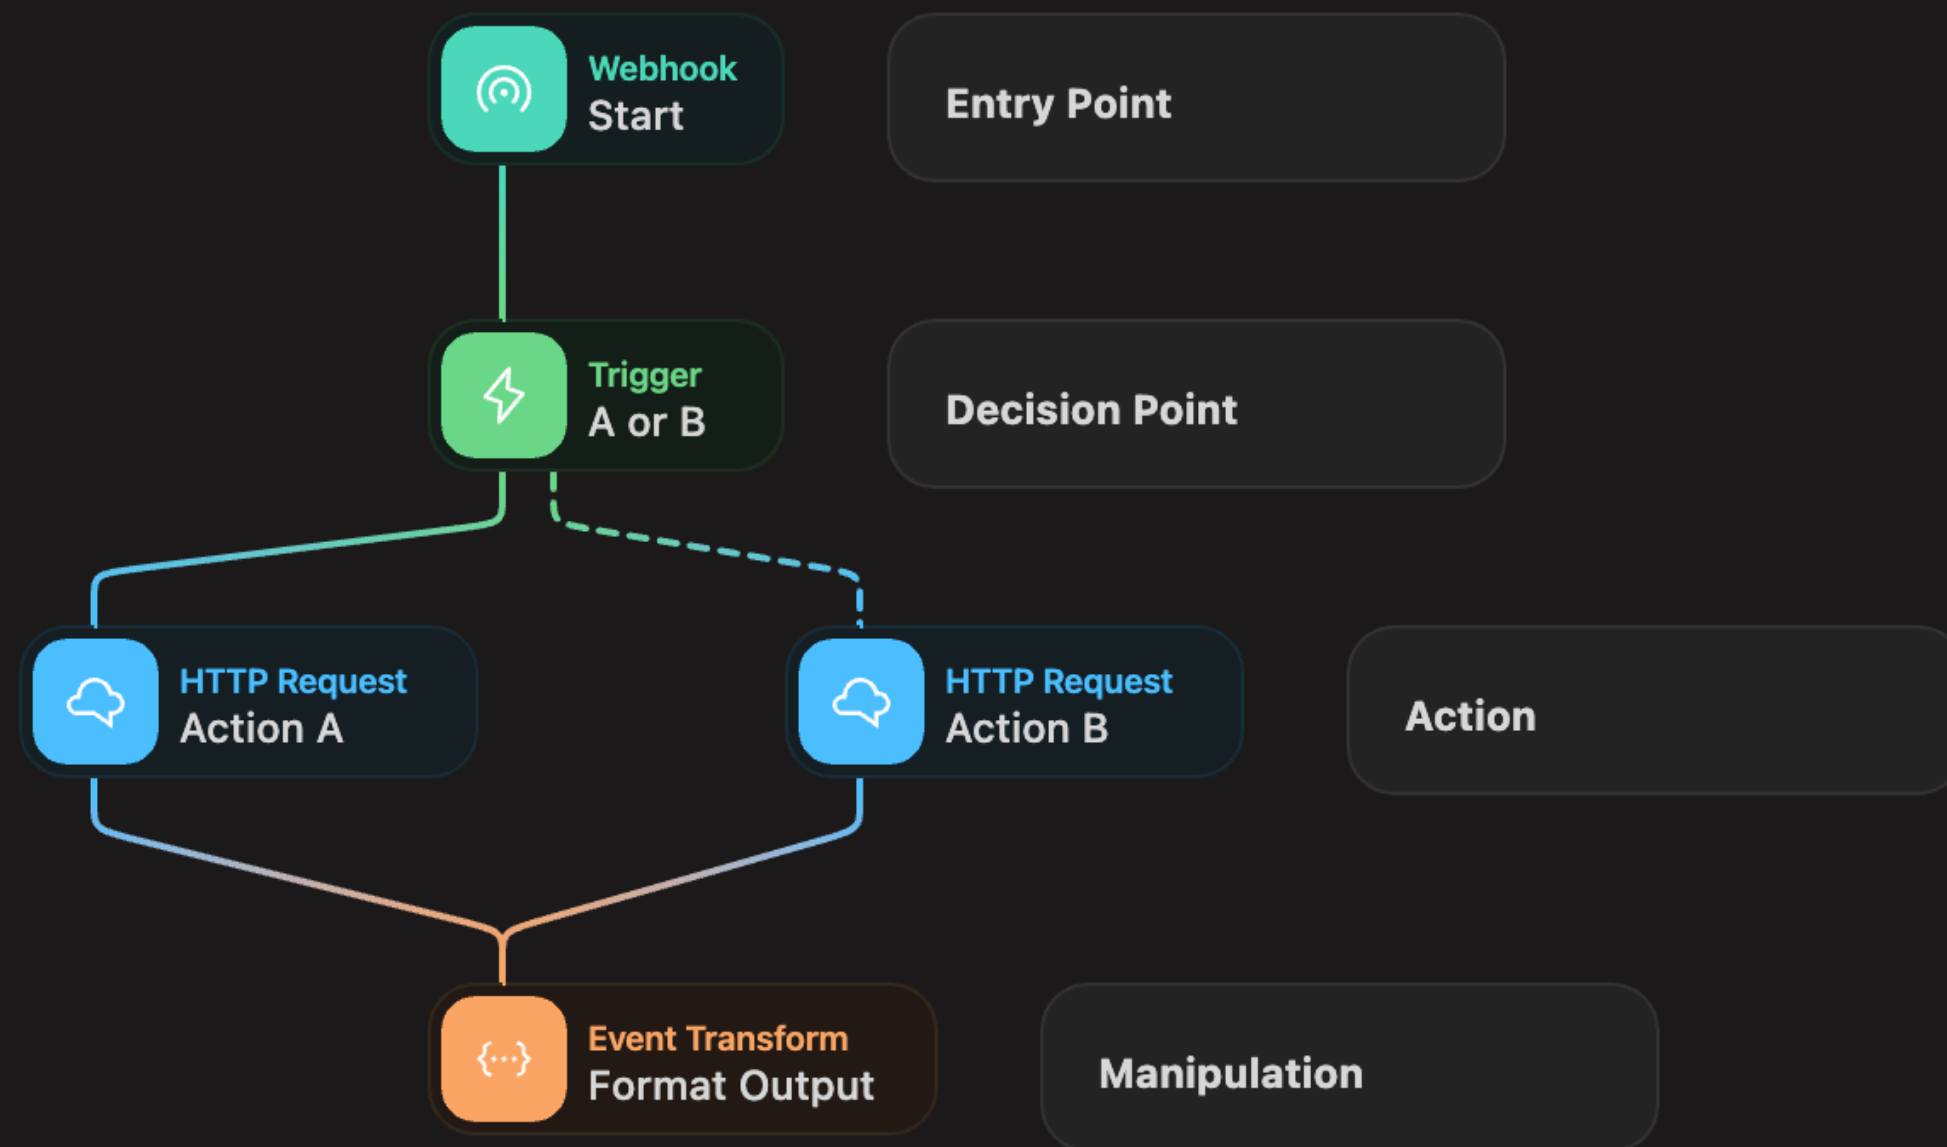 Webhook
Start
Entry Point
Trigger
A or B
Decision Point
HTTP Request
Action A
HTTP Request
Action B
Action
Event Transform
Format Output
Manipulation